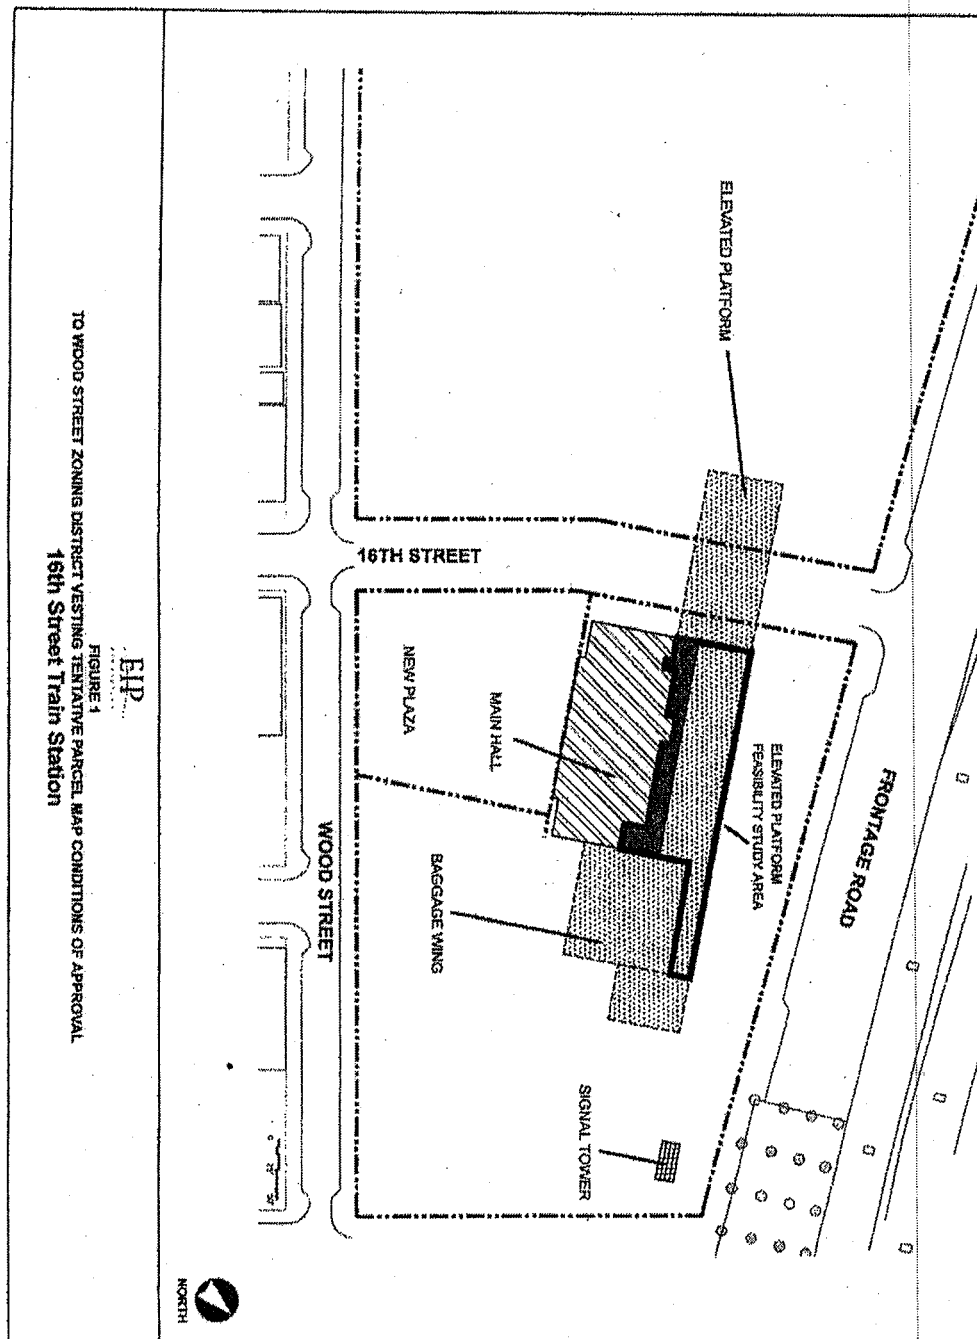 ELEVATED PLATFORM
16TH STREET
NEW PLAZA
MAIN HALL
ELEVATED PLATFORM
FEASIBILITY STUDY AREA
FRONTAGE ROAD
WOOD STREET
BAGGAGE WING
SIGNAL TOWER
NORTH
EIP
FIGURE 1
TO WOOD STREET ZONING DISTRICT VESTING TENTATIVE PARCEL MAP CONDITIONS OF APPROVAL
16th Street Train Station